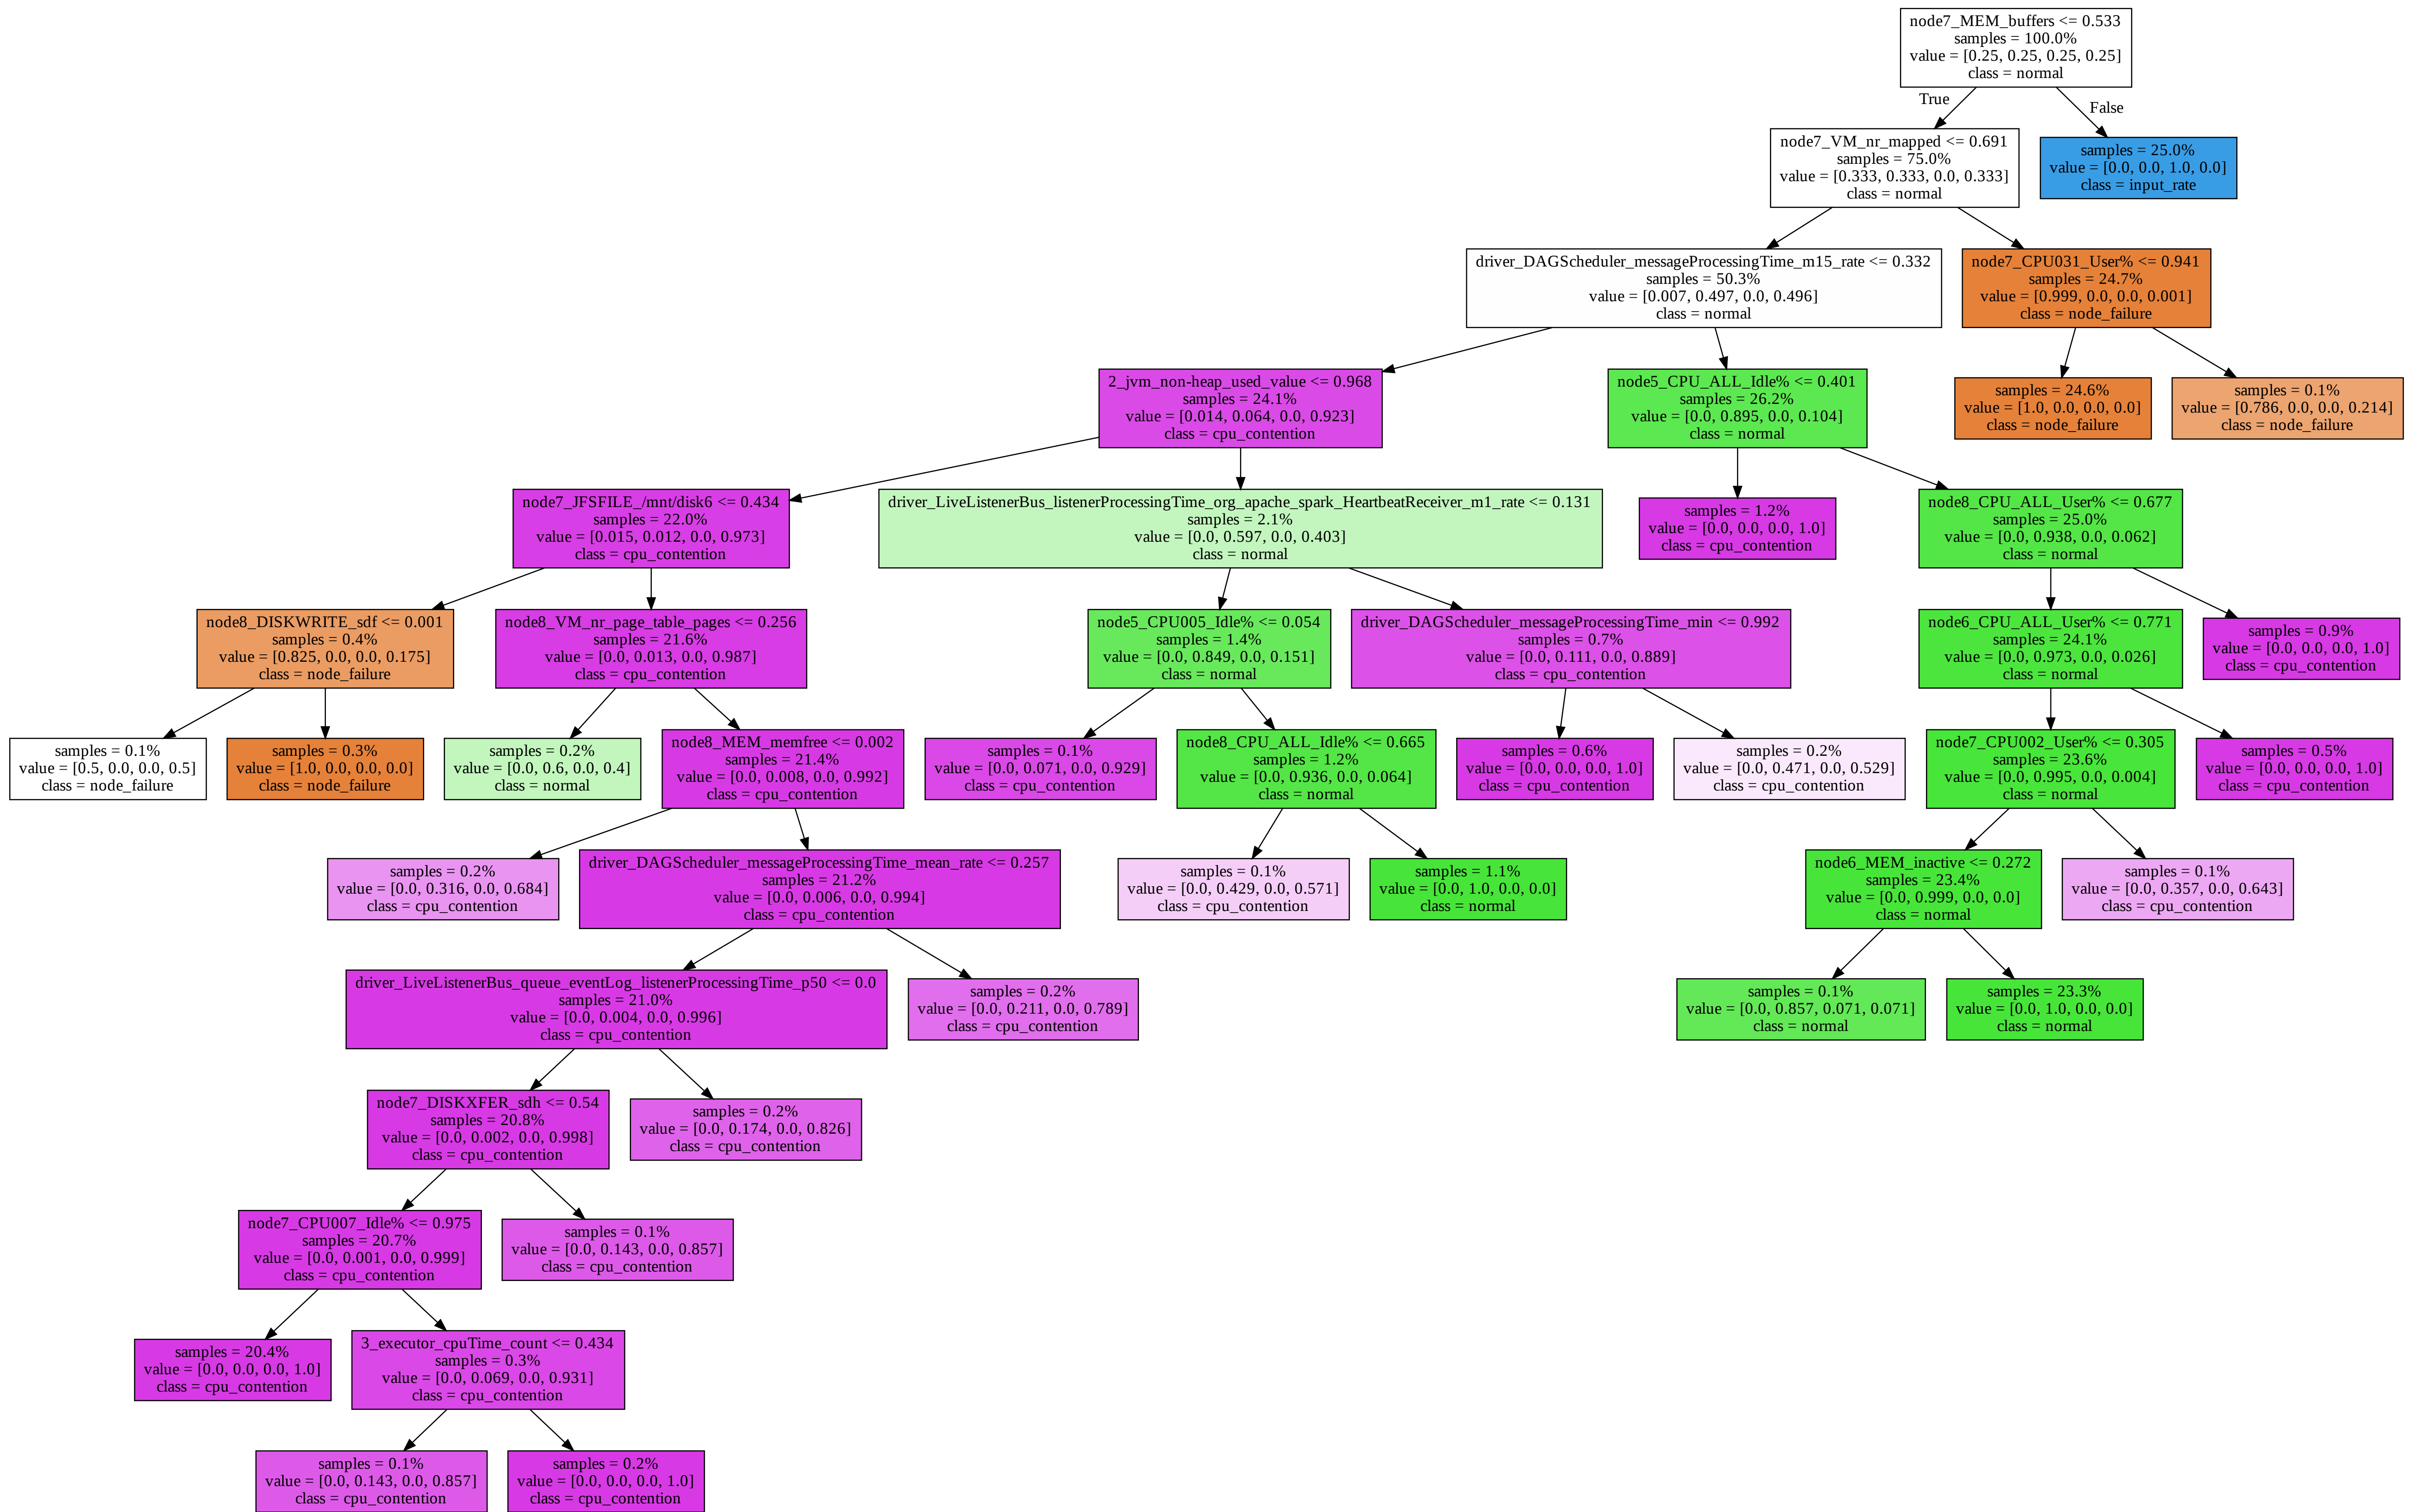 node7_MEM_buffers <= 0.533
samples = 100.0%
value = [0.25, 0.25, 0.25, 0.25]
class = normal
True
False
node7_VM_nr_mapped <= 0.691
samples = 75.0%
value = [0.333, 0.333, 0.0, 0.333]
class = normal
samples = 25.0%
value = [0.0, 0.0, 1.0, 0.0]
class = input_rate
driver_DAGScheduler_messageProcessingTime_m15_rate <= 0.332
samples = 50.3%
value = [0.007, 0.497, 0.0, 0.496]
class = normal
node7_CPU031_User% <= 0.941
samples = 24.7%
value = [0.999, 0.0, 0.0, 0.001]
class = node_failure
2_jvm_non-heap_used_value <= 0.968
samples = 24.1%
value = [0.014, 0.064, 0.0, 0.923]
class = cpu_contention
node5_CPU_ALL_Idle% <= 0.401
samples = 26.2%
value = [0.0, 0.895, 0.0, 0.104]
class = normal
samples = 24.6%
value = [1.0, 0.0, 0.0, 0.0]
class = node_failure
samples = 0.1%
value = [0.786, 0.0, 0.0, 0.214]
class = node_failure
node7_JFSFILE_/mnt/disk6 <= 0.434
samples = 22.0%
value = [0.015, 0.012, 0.0, 0.973]
class = cpu_contention
driver_LiveListenerBus_listenerProcessingTime_org_apache_spark_HeartbeatReceiver_m1_rate <= 0.131
samples = 2.1%
value = [0.0, 0.597, 0.0, 0.403]
class = normal
samples = 1.2%
value = [0.0, 0.0, 0.0, 1.0]
class = cpu_contention
node8_CPU_ALL_User% <= 0.677
samples = 25.0%
value = [0.0, 0.938, 0.0, 0.062]
class = normal
node8_DISKWRITE_sdf <= 0.001
samples = 0.4%
value = [0.825, 0.0, 0.0, 0.175]
class = node_failure
node8_VM_nr_page_table_pages <= 0.256
samples = 21.6%
value = [0.0, 0.013, 0.0, 0.987]
class = cpu_contention
node5_CPU005_Idle% <= 0.054
samples = 1.4%
value = [0.0, 0.849, 0.0, 0.151]
class = normal
driver_DAGScheduler_messageProcessingTime_min <= 0.992
samples = 0.7%
value = [0.0, 0.111, 0.0, 0.889]
class = cpu_contention
node6_CPU_ALL_User% <= 0.771
samples = 24.1%
value = [0.0, 0.973, 0.0, 0.026]
class = normal
samples = 0.9%
value = [0.0, 0.0, 0.0, 1.0]
class = cpu_contention
samples = 0.1%
value = [0.5, 0.0, 0.0, 0.5]
class = node_failure
samples = 0.3%
value = [1.0, 0.0, 0.0, 0.0]
class = node_failure
samples = 0.2%
value = [0.0, 0.6, 0.0, 0.4]
class = normal
node8_MEM_memfree <= 0.002
samples = 21.4%
value = [0.0, 0.008, 0.0, 0.992]
class = cpu_contention
samples = 0.1%
value = [0.0, 0.071, 0.0, 0.929]
class = cpu_contention
node8_CPU_ALL_Idle% <= 0.665
samples = 1.2%
value = [0.0, 0.936, 0.0, 0.064]
class = normal
samples = 0.6%
value = [0.0, 0.0, 0.0, 1.0]
class = cpu_contention
samples = 0.2%
value = [0.0, 0.471, 0.0, 0.529]
class = cpu_contention
node7_CPU002_User% <= 0.305
samples = 23.6%
value = [0.0, 0.995, 0.0, 0.004]
class = normal
samples = 0.5%
value = [0.0, 0.0, 0.0, 1.0]
class = cpu_contention
samples = 0.2%
value = [0.0, 0.316, 0.0, 0.684]
class = cpu_contention
driver_DAGScheduler_messageProcessingTime_mean_rate <= 0.257
samples = 21.2%
value = [0.0, 0.006, 0.0, 0.994]
class = cpu_contention
samples = 0.1%
value = [0.0, 0.429, 0.0, 0.571]
class = cpu_contention
samples = 1.1%
value = [0.0, 1.0, 0.0, 0.0]
class = normal
node6_MEM_inactive <= 0.272
samples = 23.4%
value = [0.0, 0.999, 0.0, 0.0]
class = normal
samples = 0.1%
value = [0.0, 0.357, 0.0, 0.643]
class = cpu_contention
driver_LiveListenerBus_queue_eventLog_listenerProcessingTime_p50 <= 0.0
samples = 21.0%
value = [0.0, 0.004, 0.0, 0.996]
class = cpu_contention
samples = 0.2%
value = [0.0, 0.211, 0.0, 0.789]
class = cpu_contention
samples = 0.1%
value = [0.0, 0.857, 0.071, 0.071]
class = normal
samples = 23.3%
value = [0.0, 1.0, 0.0, 0.0]
class = normal
node7_DISKXFER_sdh <= 0.54
samples = 20.8%
value = [0.0, 0.002, 0.0, 0.998]
class = cpu_contention
samples = 0.2%
value = [0.0, 0.174, 0.0, 0.826]
class = cpu_contention
node7_CPU007_Idle% <= 0.975
samples = 20.7%
value = [0.0, 0.001, 0.0, 0.999]
class = cpu_contention
samples = 0.1%
value = [0.0, 0.143, 0.0, 0.857]
class = cpu_contention
samples = 20.4%
value = [0.0, 0.0, 0.0, 1.0]
class = cpu_contention
3_executor_cpuTime_count <= 0.434
samples = 0.3%
value = [0.0, 0.069, 0.0, 0.931]
class = cpu_contention
samples = 0.1%
value = [0.0, 0.143, 0.0, 0.857]
class = cpu_contention
samples = 0.2%
value = [0.0, 0.0, 0.0, 1.0]
class = cpu_contention